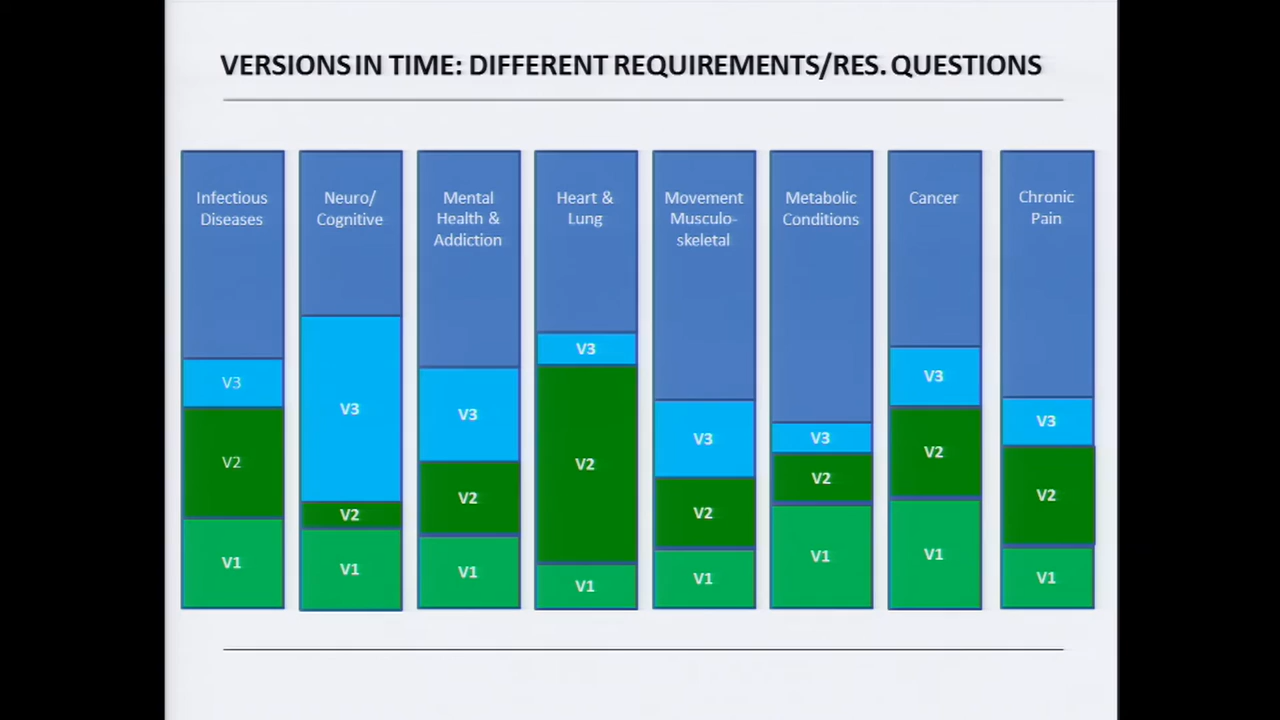 VERSIONS IN TIME: DIFFERENT REQUIREMENTS/RES. QUESTIONS
Infectious
Diseases
V3
V2
V1
Neuro/
Cognitive
V3
V2
V1
Mental
Health &
Addiction
V3
V2
V1
Heart &
Lung
V3
V2
V1
Movement
Musculo-
skeletal
V3
V2
V1
Metabolic
Conditions
V3
V2
V1
Cancer
V3
V2
V1
Chronic
Pain
V3
V2
V1